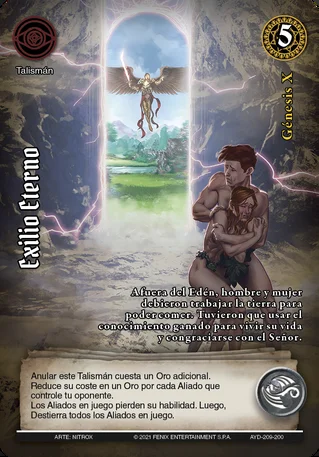 Talismán
5
Génesis X
Exilio Eterno
Afuera del Edén, hombre y mujer
debieron trabajar la tierra para
poder comer. Tuvieron que usar el
conocimiento ganado para vivir su vida
y congraciarse con el Señor.
Anular este Talismán cuesta un Oro adicional.
Reduce su coste en un Oro por cada Aliado que
controle tu oponente.
Los Aliados en juego pierden su habilidad. Luego,
Destierra todos los Aliados en juego.
ARTE: NITROX
© 2021 FENIX ENTERTAINMENT S.P.A.
AYD-209-200